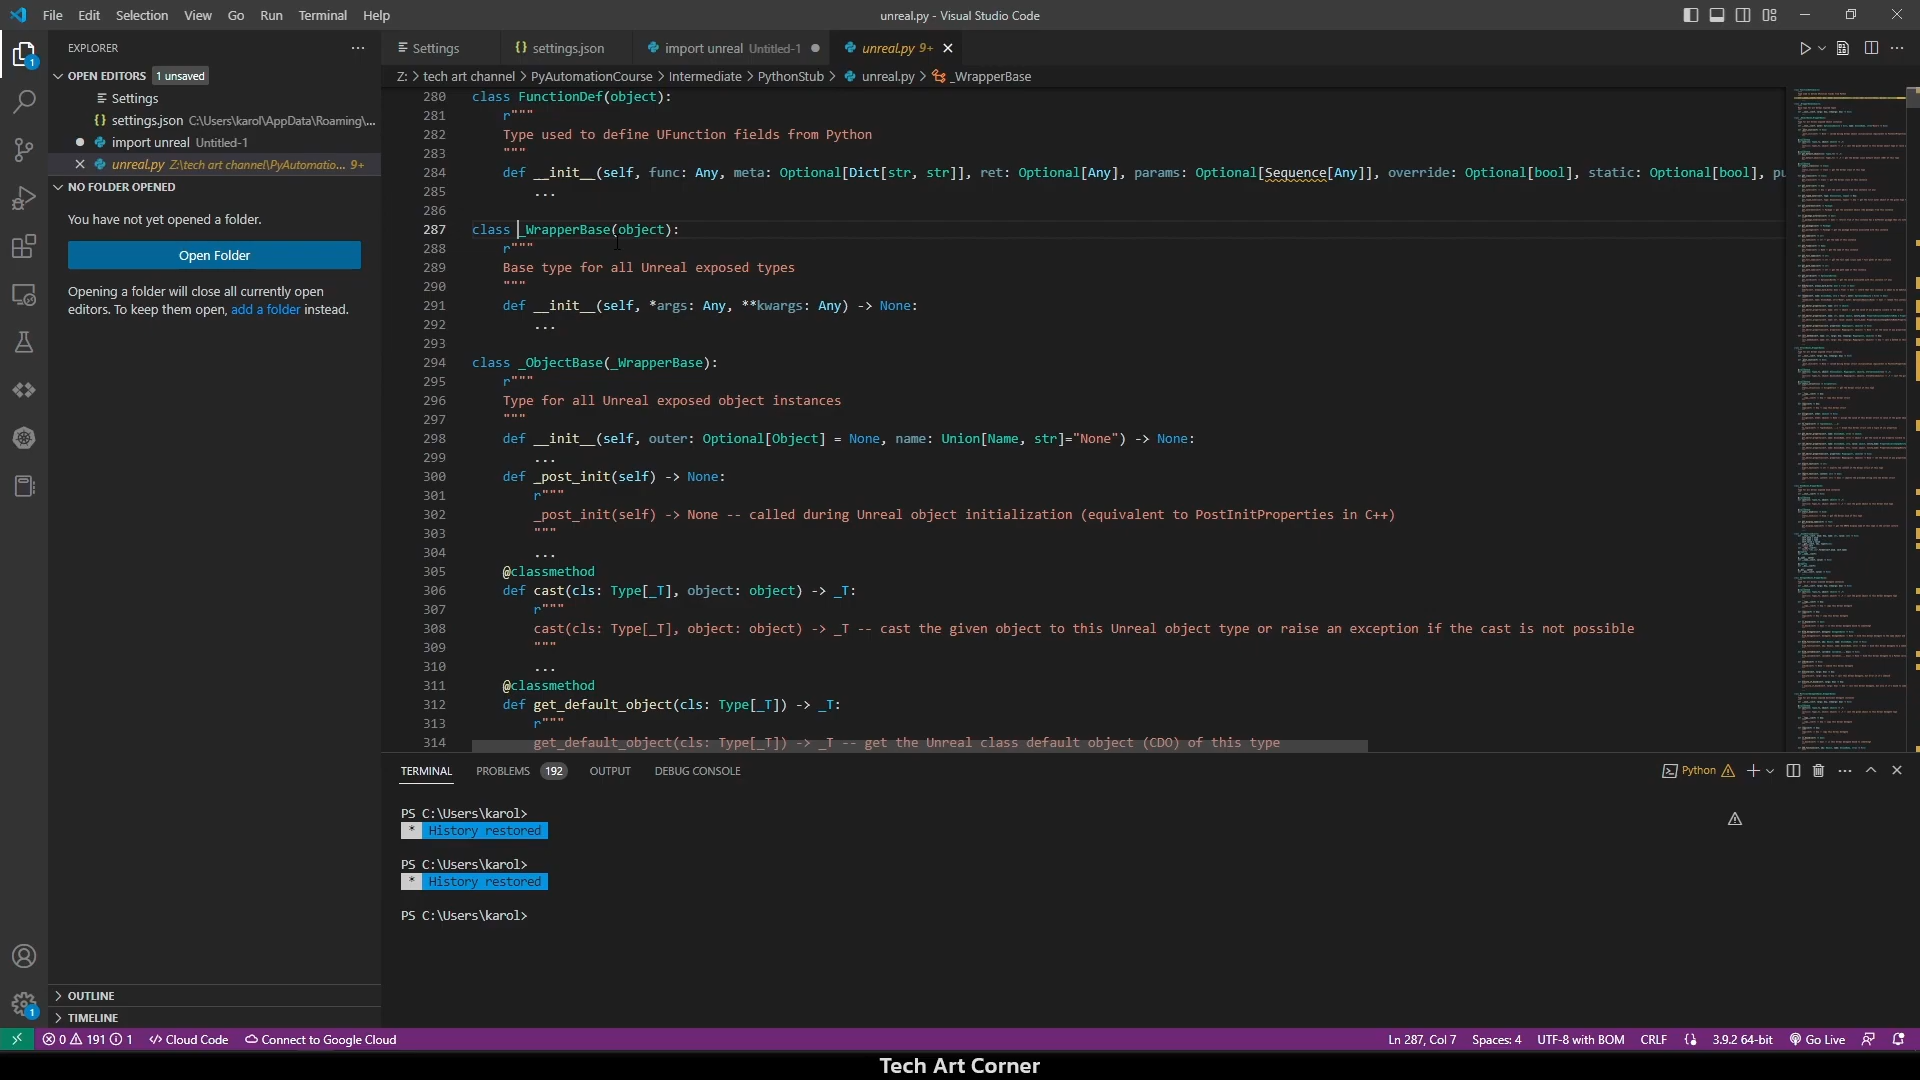 File Edit Selection View Go Run Terminal Help
unreal.py - Visual Studio Code
EXPLORER
OPEN EDITORS 1 unsaved
Settings
{} settings.json C:\Users\karol\AppData\Roaming\...
import unreal Untitled-1
unreal.py Z:\tech art channel\PyAutomatio... 9+
NO FOLDER OPENED
You have not yet opened a folder.
Open Folder
Opening a folder will close all currently open
editors. To keep them open, add a folder instead.
OUTLINE
TIMELINE
Settings {} settings.json import unreal Untitled-1 unreal.py 9+
Z: > tech art channel > PyAutomationCourse > Intermediate > PythonStub > unreal.py > _WrapperBase
280 class FunctionDef(object):
281 r"""
282 Type used to define UFunction fields from Python
283 """
284 def __init__(self, func: Any, meta: Optional[Dict[str, str]], ret: Optional[Any], params: Optional[Sequence[Any]], override: Optional[bool], static: Optional[bool], pu
285 ...
286
287 class _WrapperBase(object):
288 r"""
289 Base type for all Unreal exposed types
290 """
291 def __init__(self, *args: Any, **kwargs: Any) -> None:
292 ...
293
294 class _ObjectBase(_WrapperBase):
295 r"""
296 Type for all Unreal exposed object instances
297 """
298 def __init__(self, outer: Optional[Object] = None, name: Union[Name, str]="None") -> None:
299 ...
300 def _post_init(self) -> None:
301 r"""
302 _post_init(self) -> None -- called during Unreal object initialization (equivalent to PostInitProperties in C++)
303 """
304 ...
305 @classmethod
306 def cast(cls: Type[_T], object: object) -> _T:
307 r"""
308 cast(cls: Type[_T], object: object) -> _T -- cast the given object to this Unreal object type or raise an exception if the cast is not possible
309 """
310 ...
311 @classmethod
312 def get_default_object(cls: Type[_T]) -> _T:
313 r"""
314 get_default_object(cls: Type[_T]) -> _T -- get the Unreal class default object (CDO) of this type
TERMINAL PROBLEMS 192 OUTPUT DEBUG CONSOLE
Python
PS C:\Users\karol>
* History restored
PS C:\Users\karol>
* History restored
PS C:\Users\karol>
1
1
0 191 1 Cloud Code Connect to Google Cloud
Ln 287, Col 7 Spaces: 4 UTF-8 with BOM CRLF {} 3.9.2 64-bit Go Live
Tech Art Corner